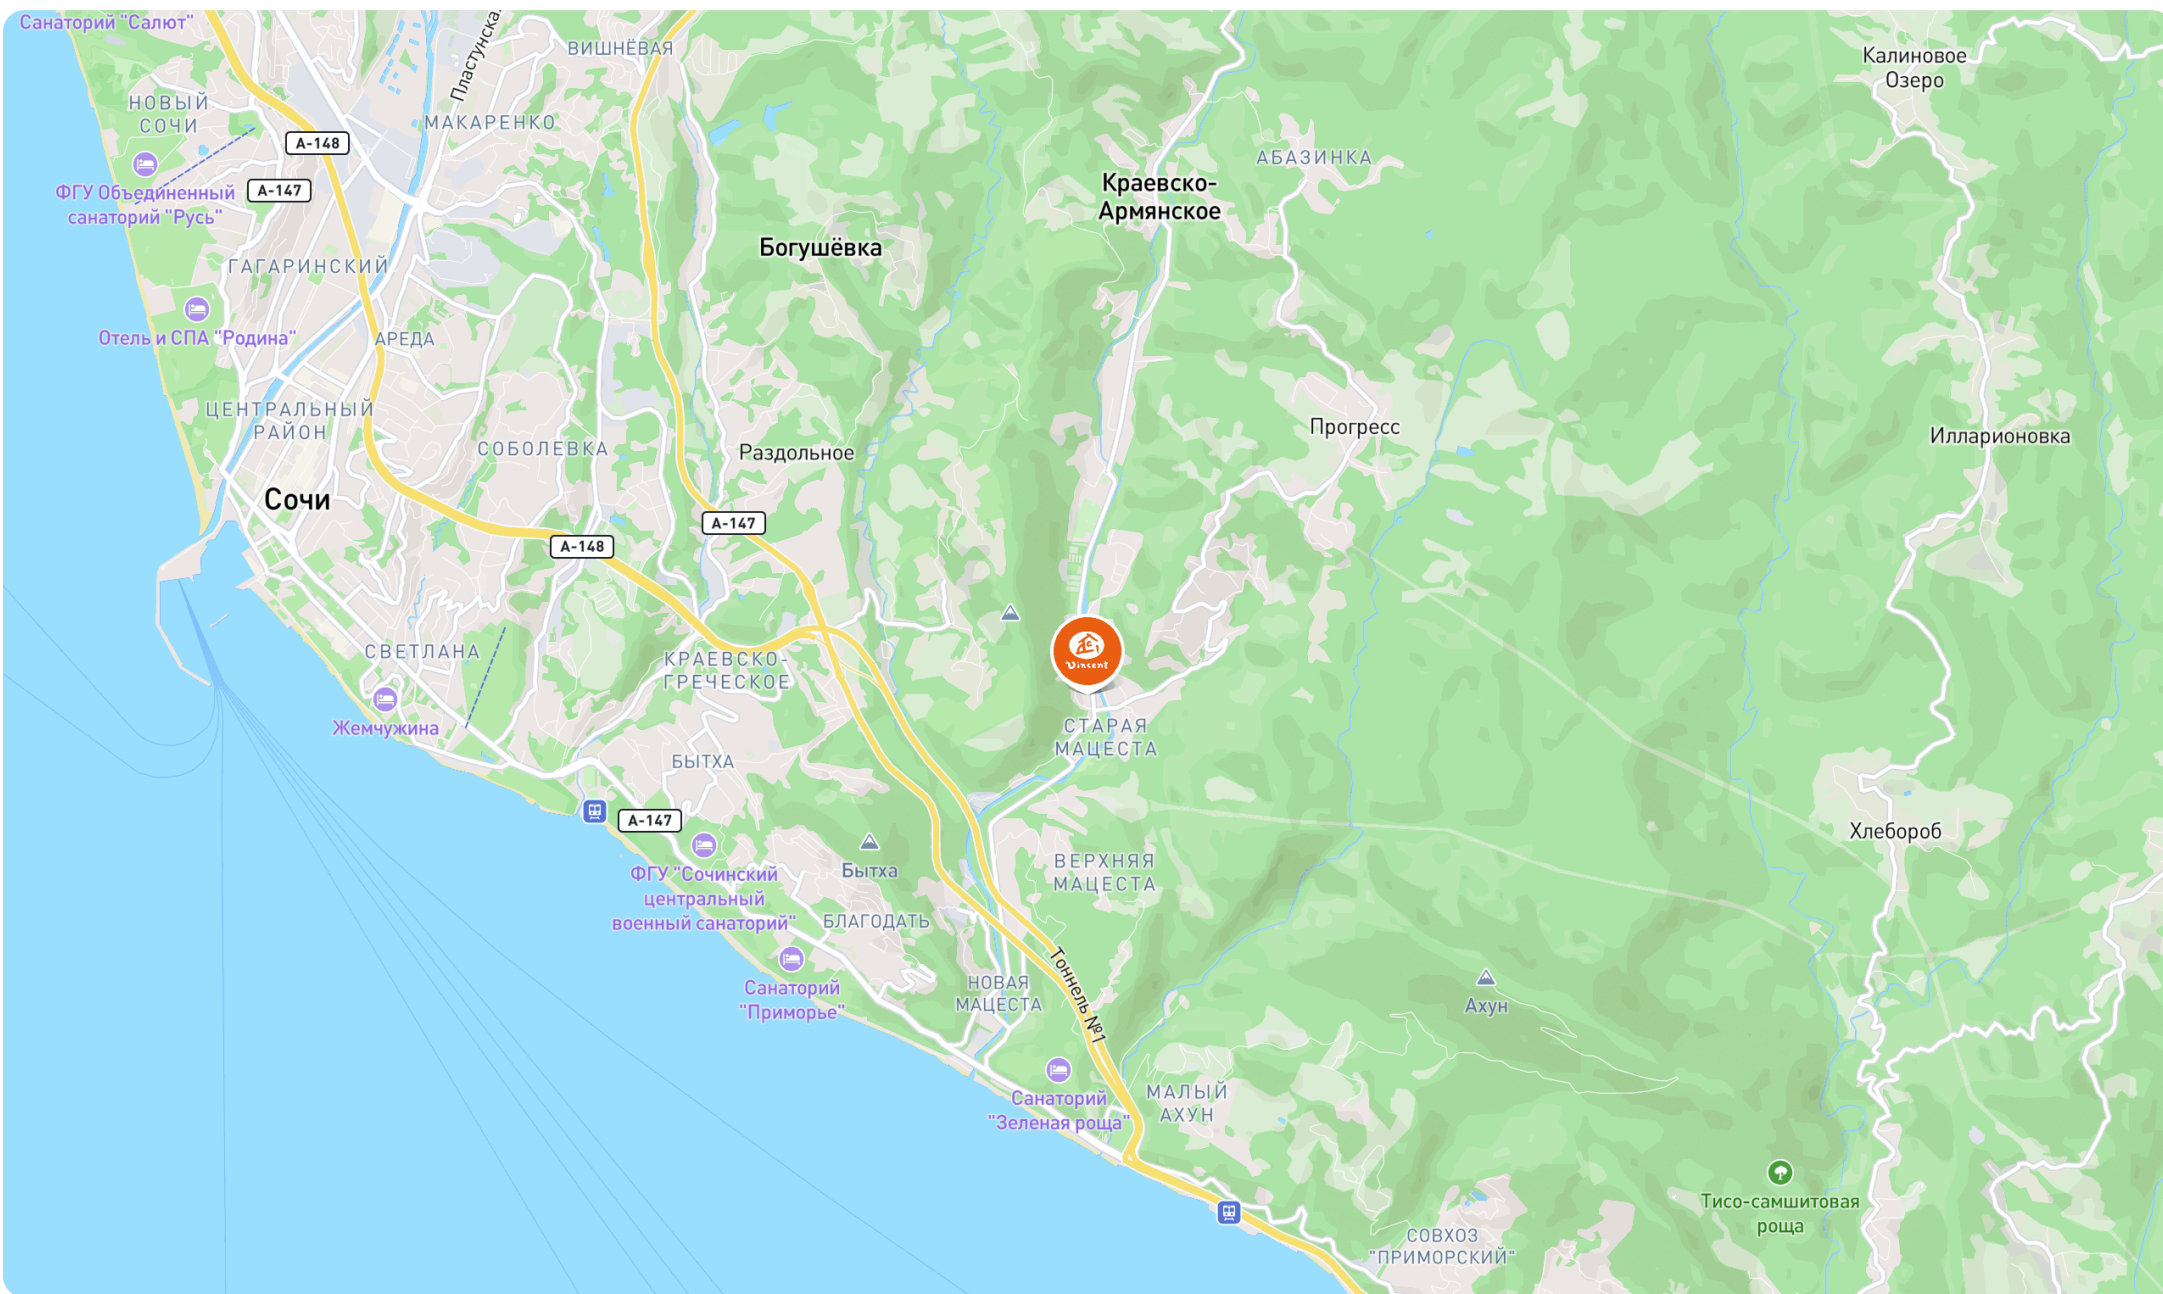 Санаторий "Салют"
Пластунска
ВИШНЁВАЯ
Калиновое
Озеро
НОВЫЙ
СОЧИ
МАКАРЕНКО
А-148
А-147
ФГУ Объединенный
санаторий "Русь"
АБАЗИНКА
Краевско-
Армянское
Богушёвка
ГАГАРИНСКИЙ
Отель и СПА "Родина"
АРЕДА
ЦЕНТРАЛЬНЫЙ
РАЙОН
СОБОЛЕВКА
Раздольное
Прогресс
Илларионовка
Сочи
А-147
А-148
Vincent
СВЕТЛАНА
КРАЕВСКО-
ГРЕЧЕСКОЕ
Жемчужина
СТАРАЯ
МАЦЕСТА
БЫТХА
А-147
Хлебороб
ФГУ "Сочинский
центральный
военный санаторий"
Бытха
ВЕРХНЯЯ
МАЦЕСТА
БЛАГОДАТЬ
Санаторий
"Приморье"
НОВАЯ
МАЦЕСТА
Тоннель №1
Ахун
Санаторий
"Зеленая роща"
МАЛЫЙ
АХУН
Тисо-самшитовая
роща
СОВХОЗ
"ПРИМОРСКИЙ"